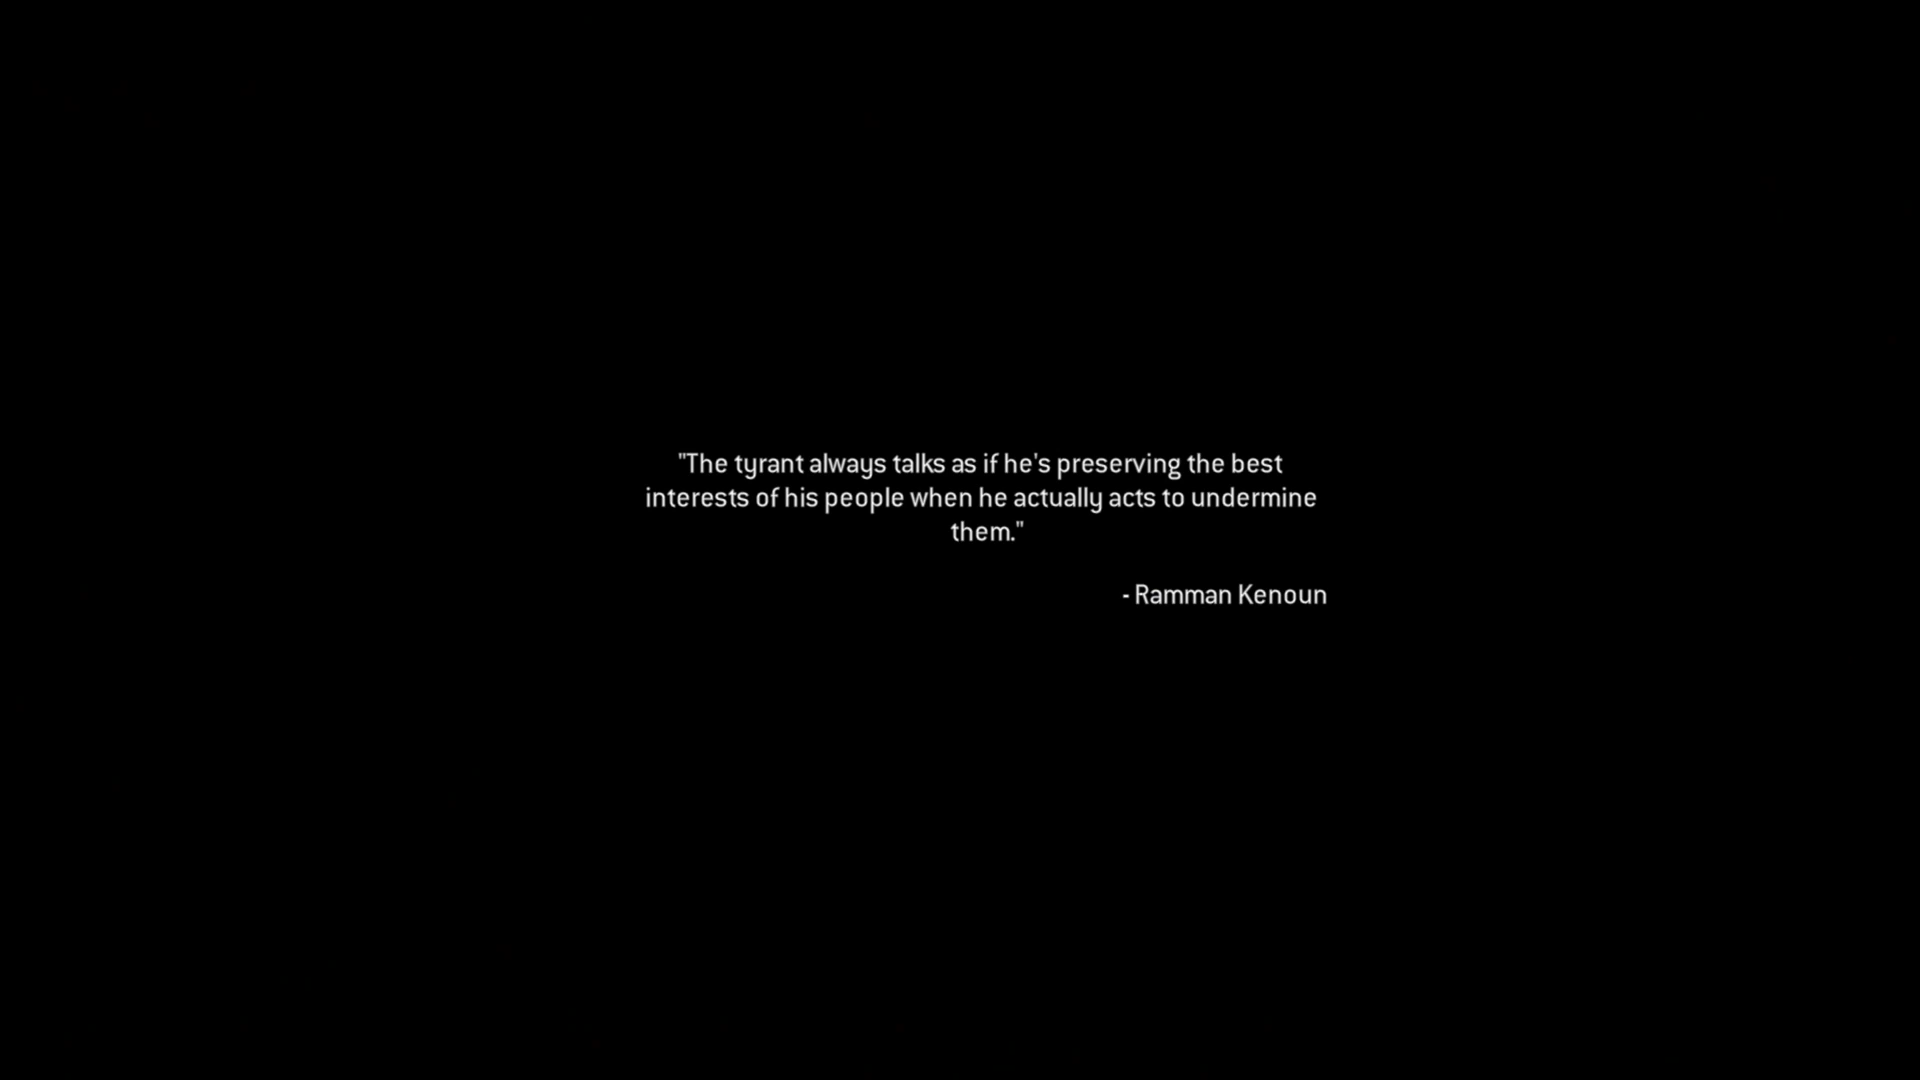 "The tyrant always talks as if he's preserving the best
interests of his people when he actually acts to undermine
them."
- Ramman Kenoun